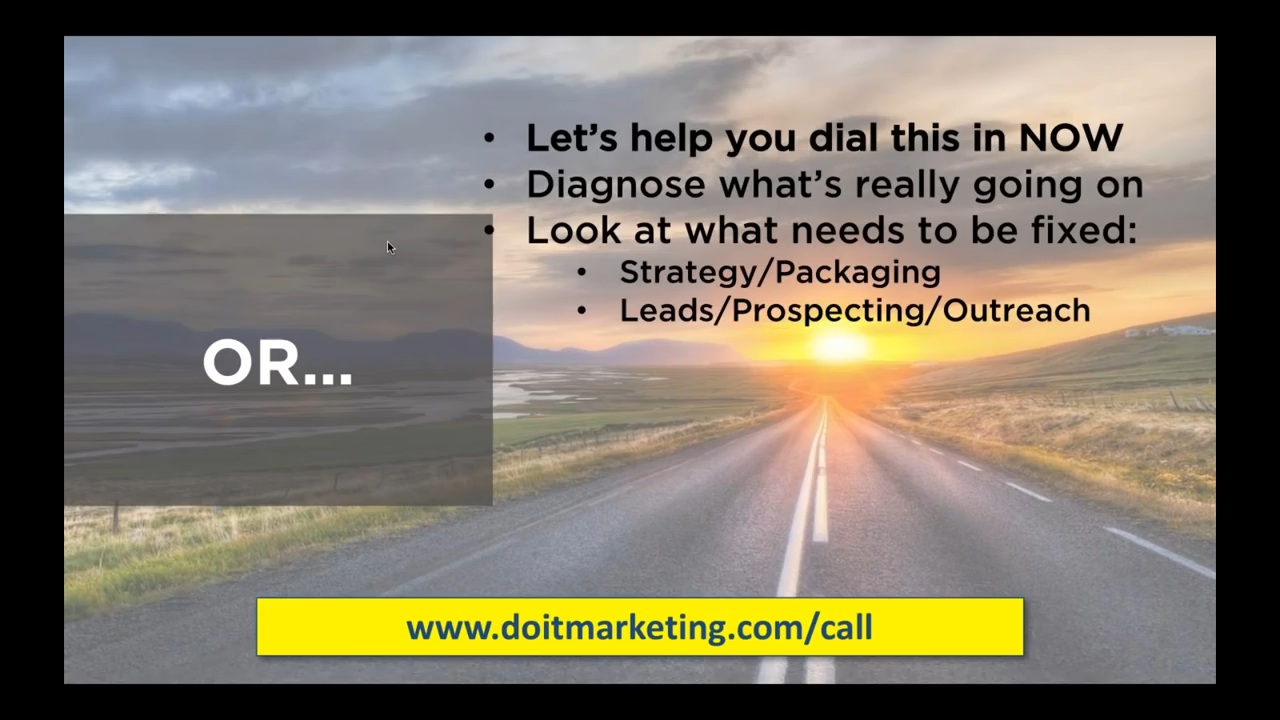 • Let’s help you dial this in NOW
• Diagnose what’s really going on
• Look at what needs to be fixed:
• Strategy/Packaging
• Leads/Prospecting/Outreach
OR...
www.doitmarketing.com/call